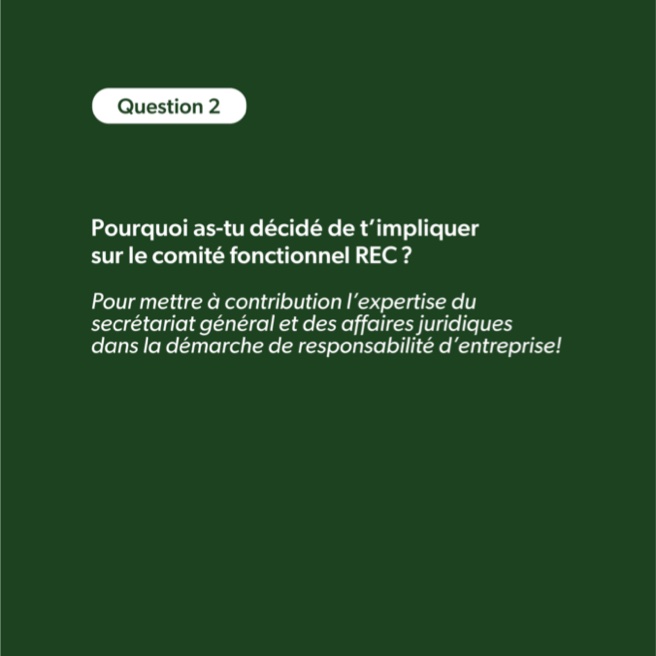 Question 2
Pourquoi as-tu décidé de t’impliquer
sur le comité fonctionnel REC ?
Pour mettre à contribution l’expertise du
secrétariat général et des affaires juridiques
dans la démarche de responsabilité d’entreprise!